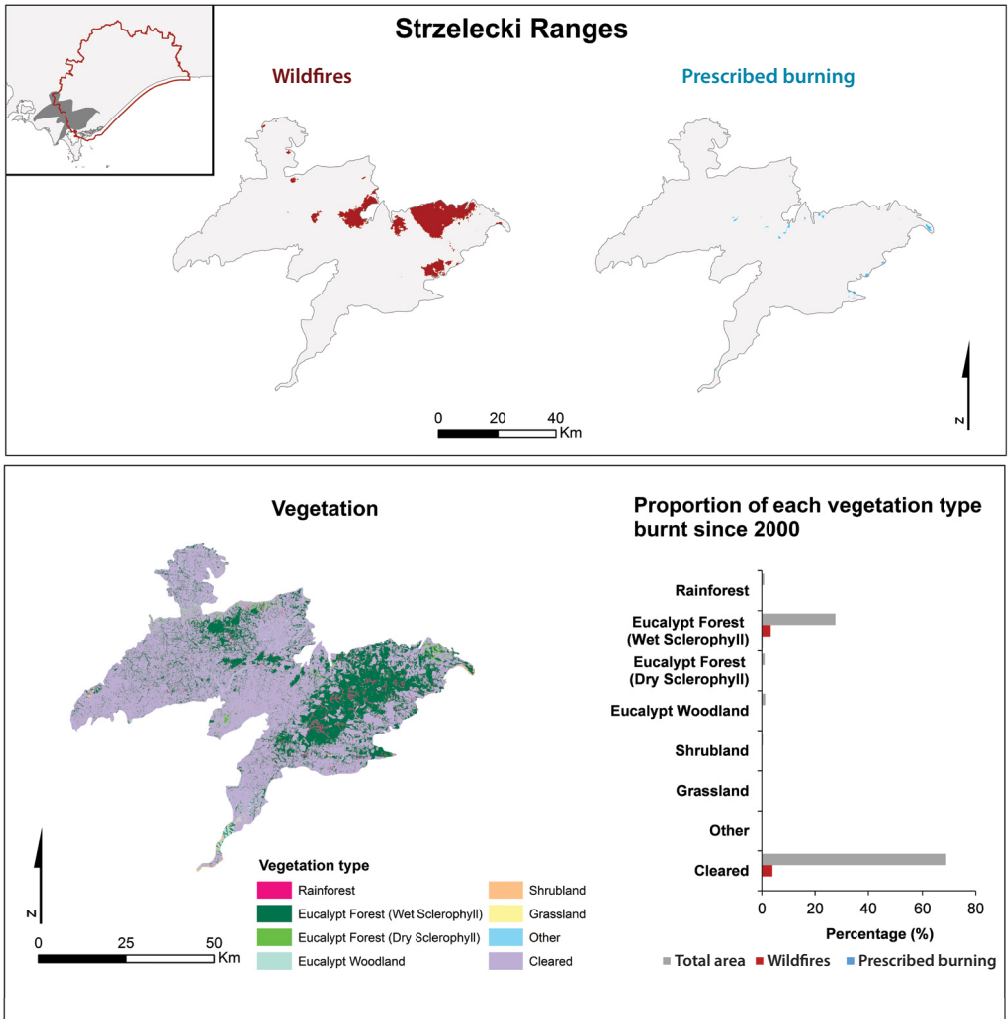 Strzelecki Ranges
Wildfires
Prescribed burning
0 20 40
Km
N
Vegetation
Proportion of each vegetation type
burnt since 2000
Rainforest
Eucalypt Forest
(Wet Sclerophyll)
Eucalypt Forest
(Dry Sclerophyll)
Eucalypt Woodland
Shrubland
Grassland
Other
Cleared
0 20 40 60 80
Percentage (%)
Total area Wildfires Prescribed burning
N
0 25 50
Km
Vegetation type
Rainforest
Eucalypt Forest (Wet Sclerophyll)
Eucalypt Forest (Dry Sclerophyll)
Eucalypt Woodland
Shrubland
Grassland
Other
Cleared